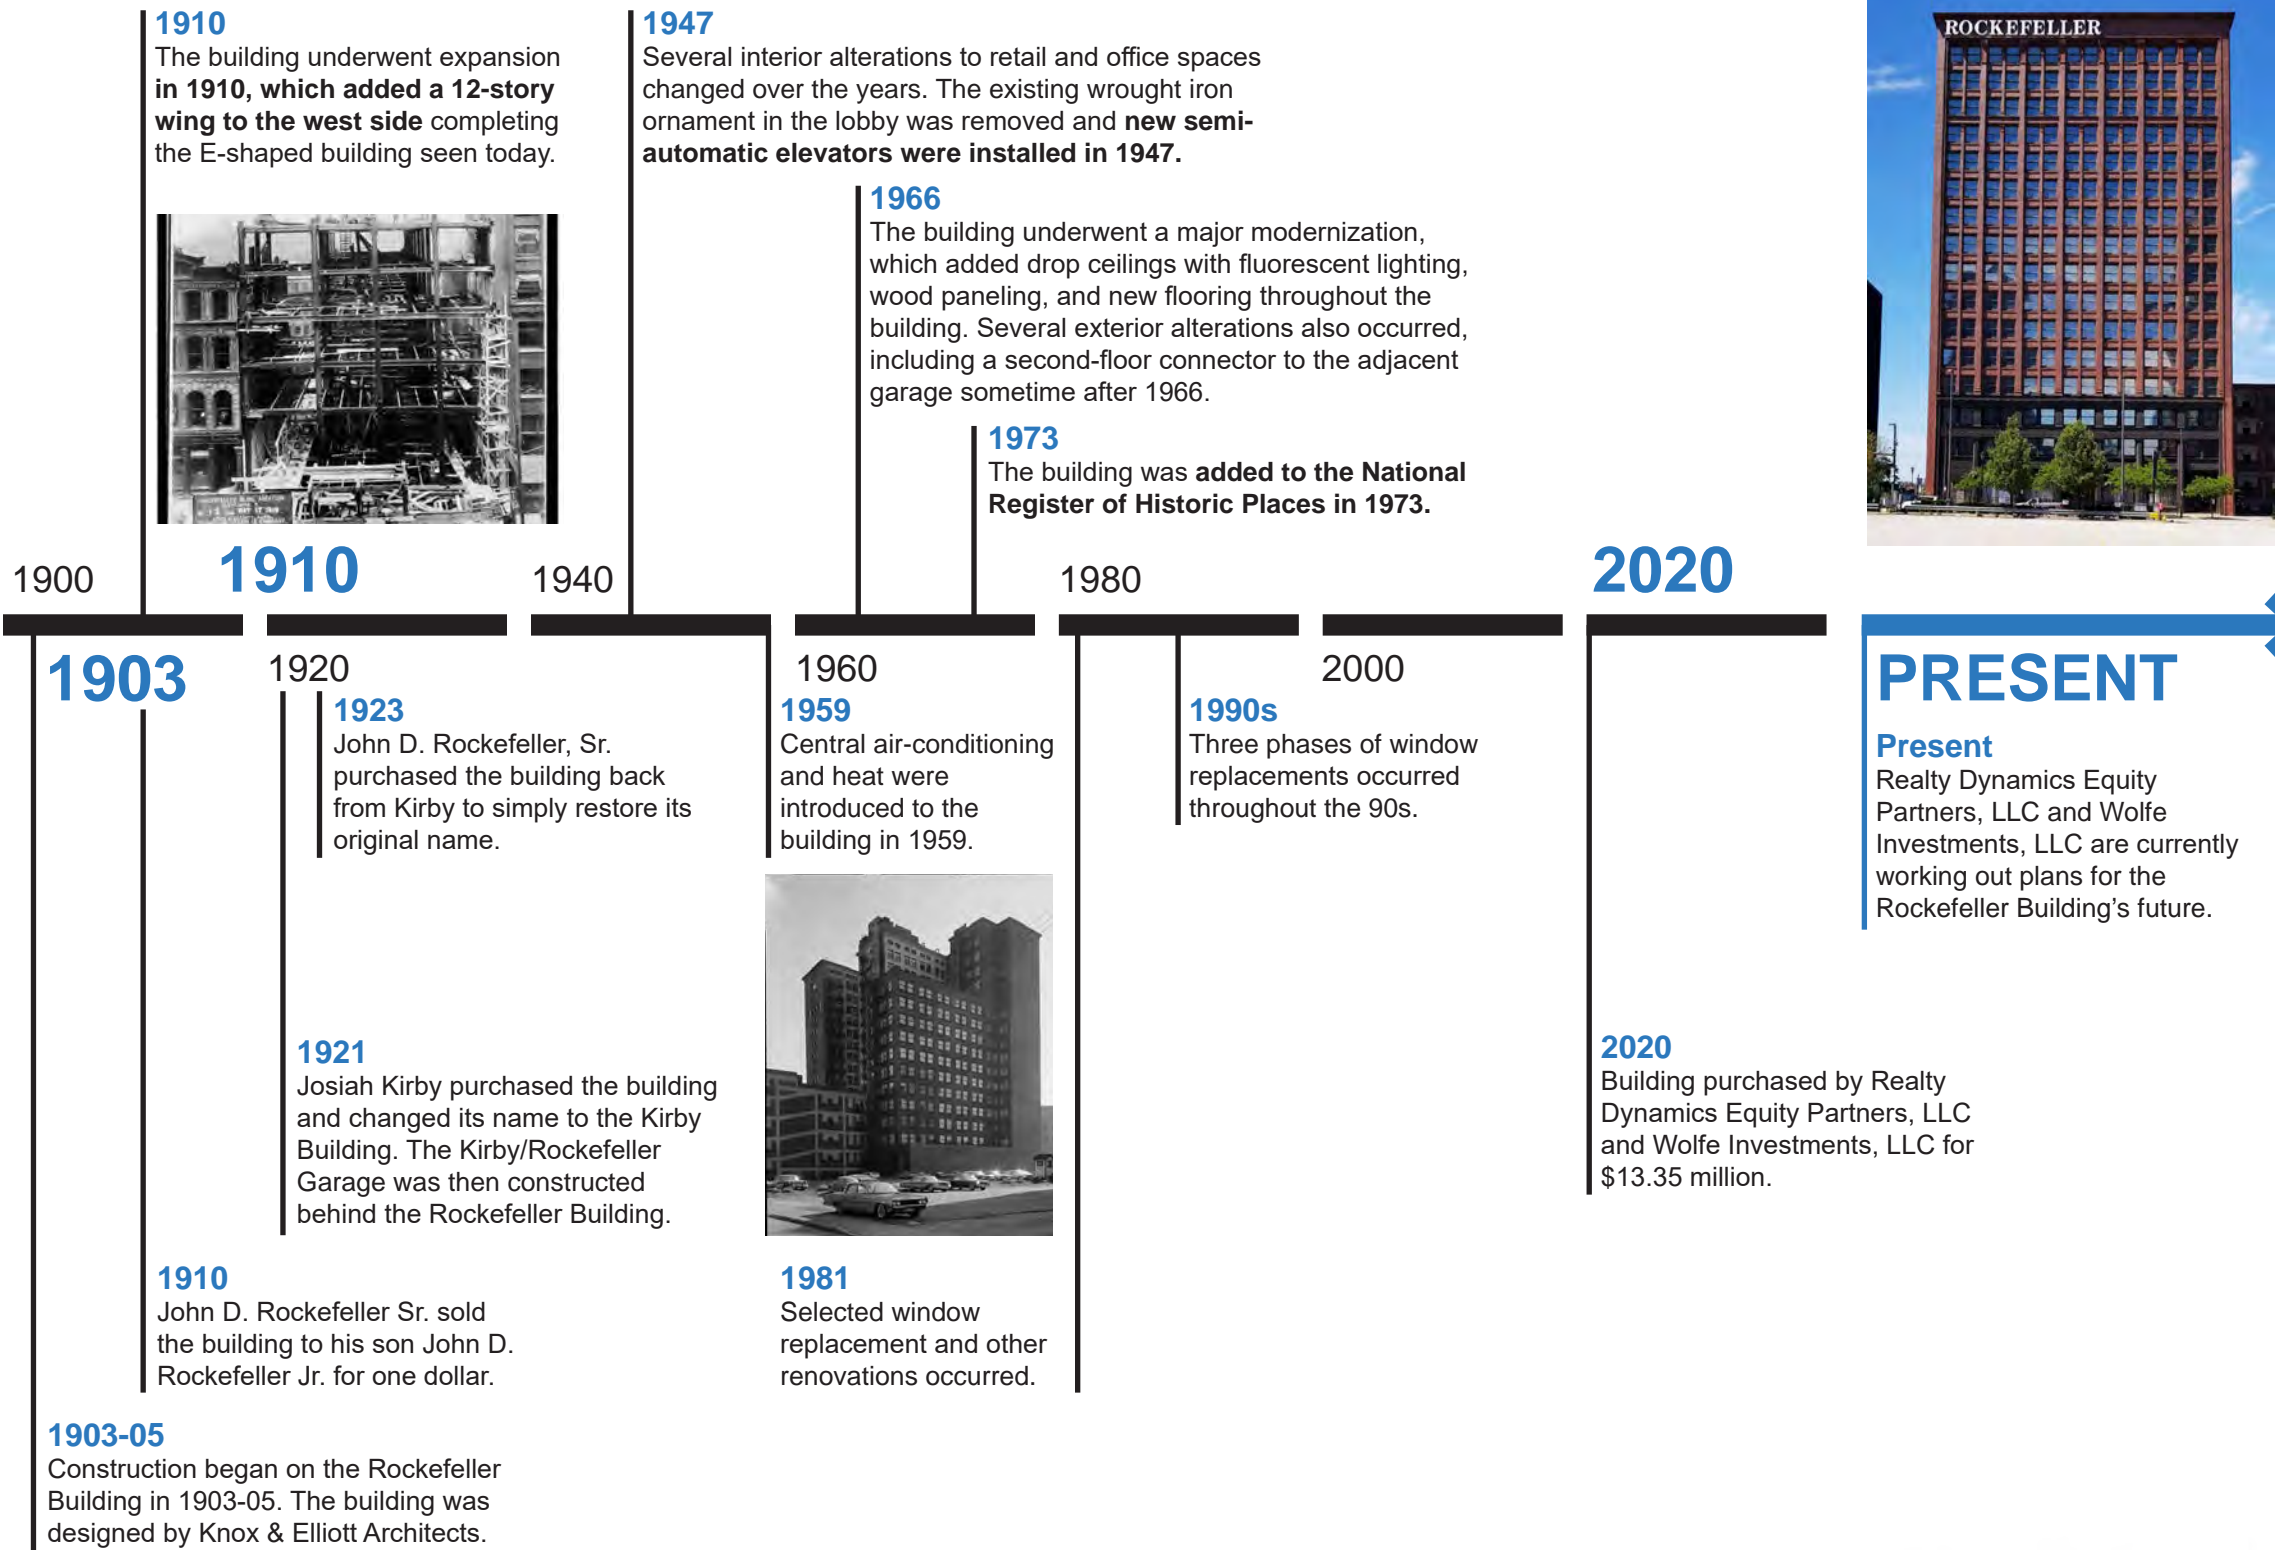 1910
The building underwent expansion
in 1910, which added a 12-story
wing to the west side completing
the E-shaped building seen today.
1947
Several interior alterations to retail and office spaces
changed over the years. The existing wrought iron
ornament in the lobby was removed and new semi-
automatic elevators were installed in 1947.
1966
The building underwent a major modernization,
which added drop ceilings with fluorescent lighting,
wood paneling, and new flooring throughout the
building. Several exterior alterations also occurred,
including a second-floor connector to the adjacent
garage sometime after 1966.
1973
The building was added to the National
Register of Historic Places in 1973.
ROCKEFELLER
1900
1910
1940
1980
2020
1903
1920
1960
2000
PRESENT
1923
John D. Rockefeller, Sr.
purchased the building back
from Kirby to simply restore its
original name.
1959
Central air-conditioning
and heat were
introduced to the
building in 1959.
1990s
Three phases of window
replacements occurred
throughout the 90s.
Present
Realty Dynamics Equity
Partners, LLC and Wolfe
Investments, LLC are currently
working out plans for the
Rockefeller Building's future.
1921
Josiah Kirby purchased the building
and changed its name to the Kirby
Building. The Kirby/Rockefeller
Garage was then constructed
behind the Rockefeller Building.
2020
Building purchased by Realty
Dynamics Equity Partners, LLC
and Wolfe Investments, LLC for
$13.35 million.
1910
John D. Rockefeller Sr. sold
the building to his son John D.
Rockefeller Jr. for one dollar.
1981
Selected window
replacement and other
renovations occurred.
1903-05
Construction began on the Rockefeller
Building in 1903-05. The building was
designed by Knox & Elliott Architects.